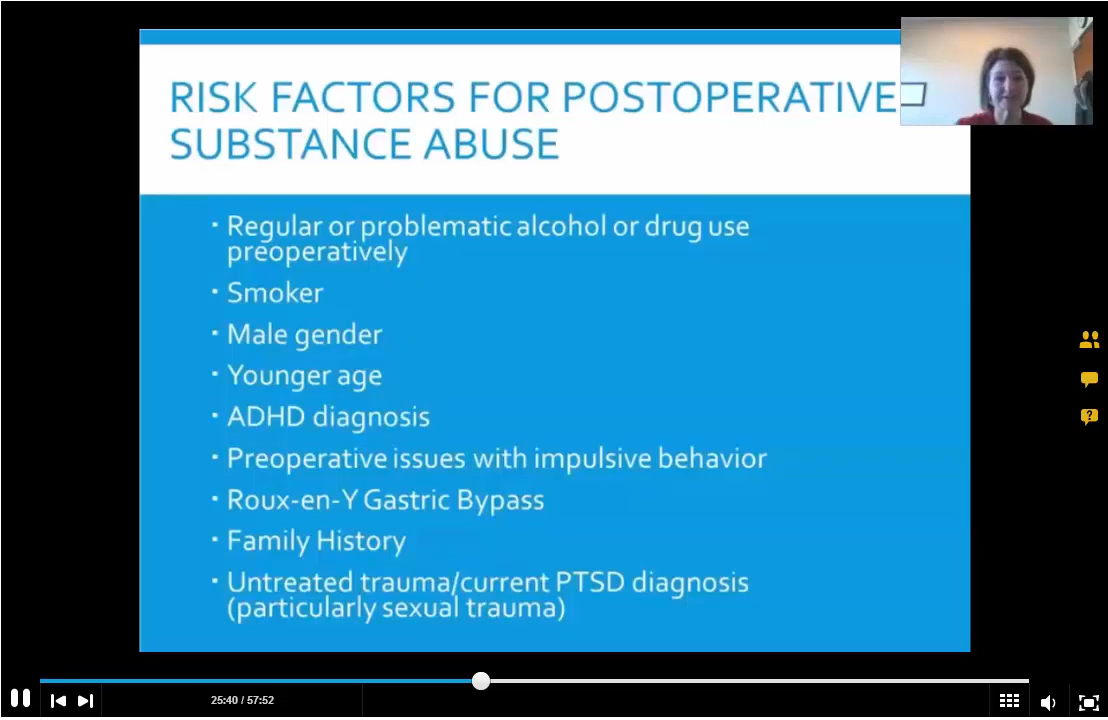 RISK FACTORS FOR POSTOPERATIVE
SUBSTANCE ABUSE
· Regular or problematic alcohol or drug use
preoperatively
· Smoker
· Male gender
· Younger age
· ADHD diagnosis
· Preoperative issues with impulsive behavior
· Roux-en-Y Gastric Bypass
· Family History
· Untreated trauma/current PTSD diagnosis
(particularly sexual trauma)
?
25:40 / 57:52